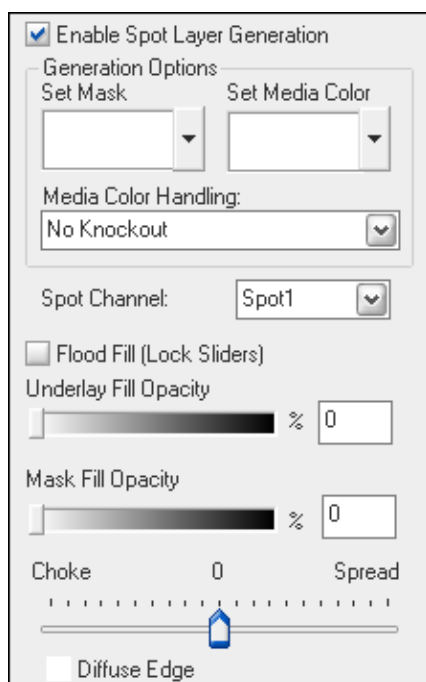 Enable Spot Layer Generation
Generation Options
Set Mask Set Media Color
Media Color Handling:
No Knockout
Spot Channel: Spot1
Flood Fill (Lock Sliders)
Underlay Fill Opacity
% 0
Mask Fill Opacity
% 0
Choke 0 Spread
Diffuse Edge